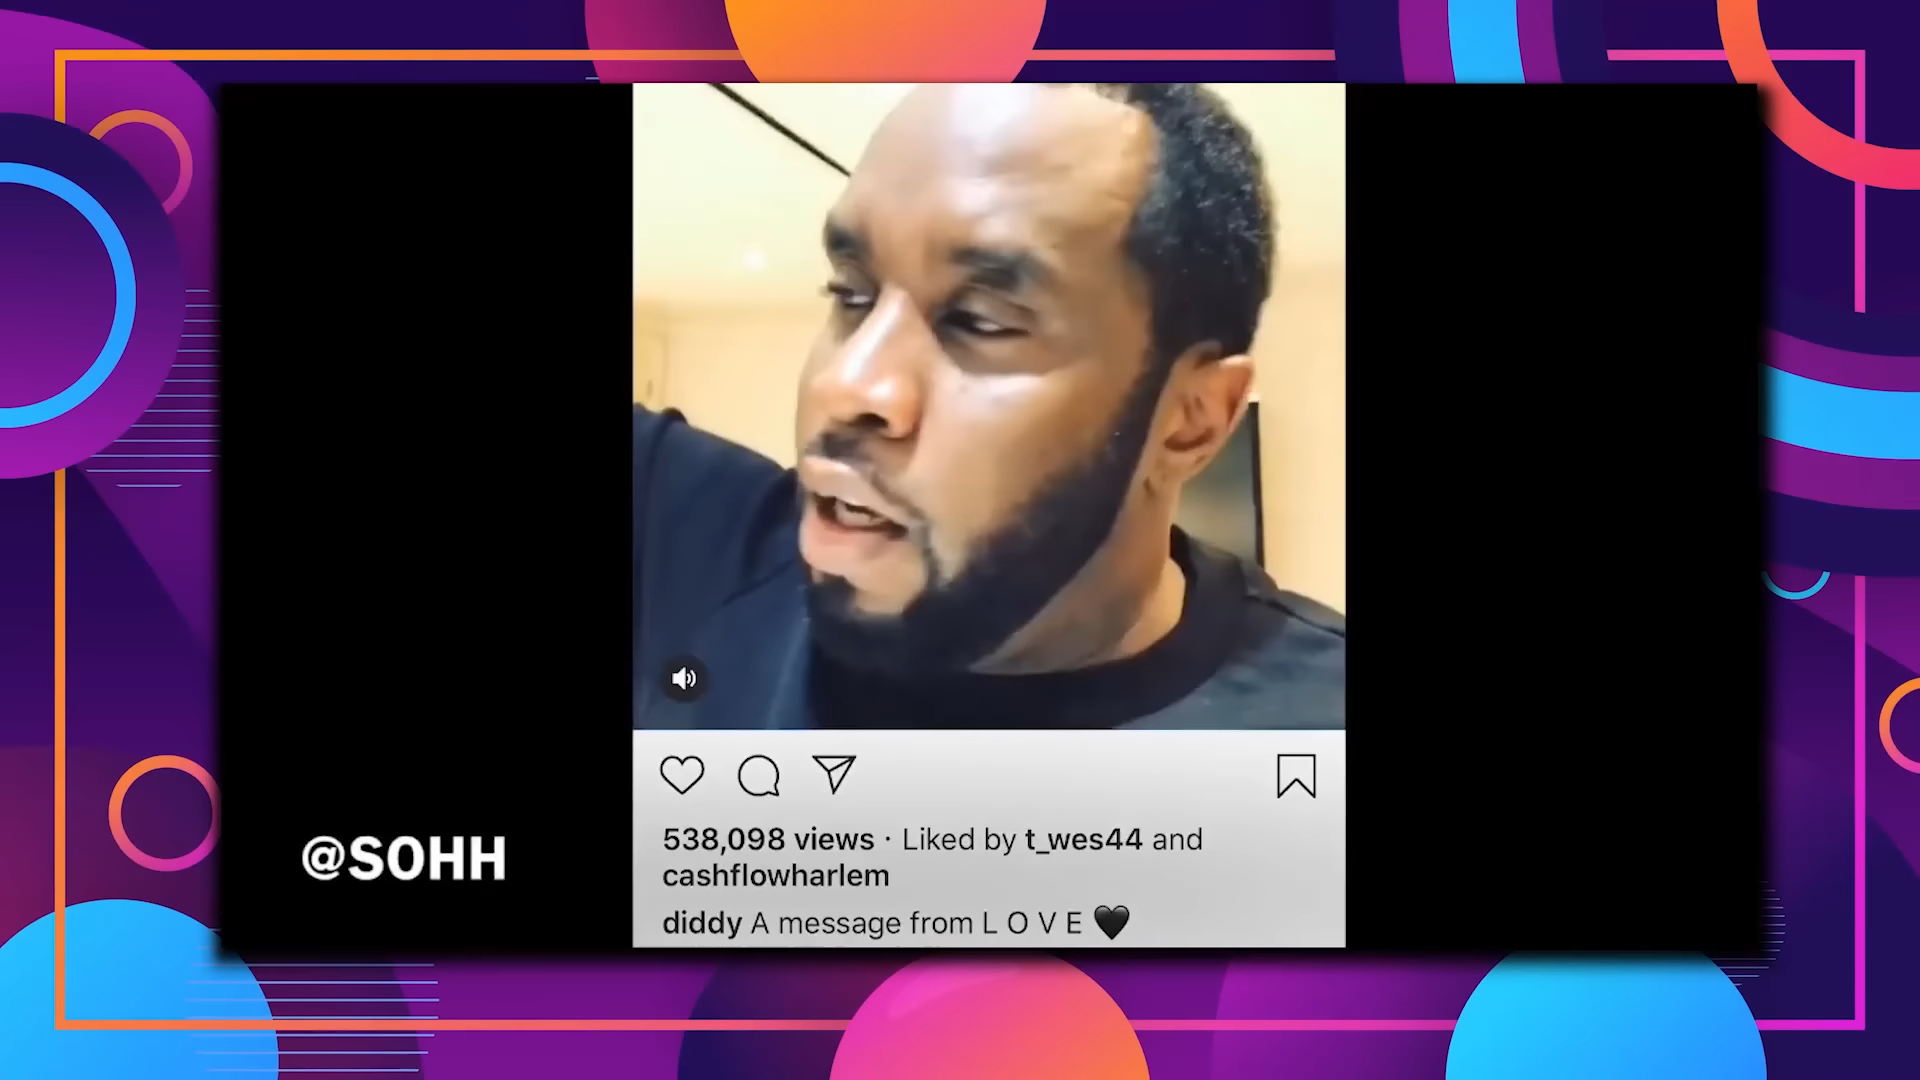 @SOHH
538,098 views · Liked by t_wes44 and
cashflowharlem
diddy A message from L O V E 🖤